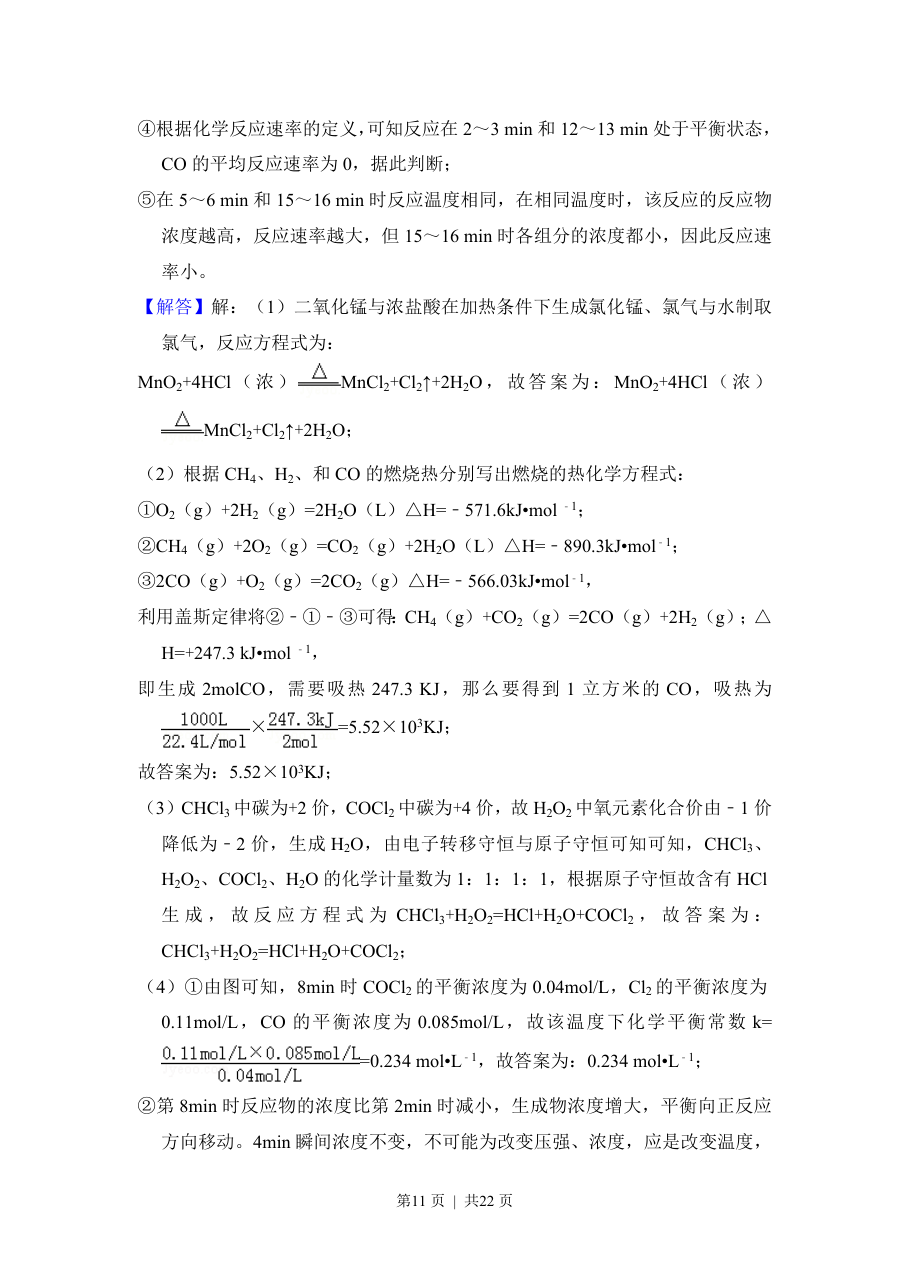 ④根据化学反应速率的定义，可知反应在 2～3 min 和 12～13 min 处于平衡状态，
CO 的平均反应速率为 0，据此判断；
⑤在 5～6 min 和 15～16 min 时反应温度相同，在相同温度时，该反应的反应物
浓度越高，反应速率越大，但 15～16 min 时各组分的浓度都小，因此反应速
率小。
【解答】解：（1）二氧化锰与浓盐酸在加热条件下生成氯化锰、氯气与水制取
氯气，反应方程式为：
MnO₂+4HCl（浓）══△══MnCl₂+Cl₂↑+2H₂O，故答案为：MnO₂+4HCl（浓）
══△══MnCl₂+Cl₂↑+2H₂O；
（2）根据 CH₄、H₂、和 CO 的燃烧热分别写出燃烧的热化学方程式：
①O₂（g）+2H₂（g）=2H₂O（L）△H=﹣571.6kJ•mol ﹣¹；
②CH₄（g）+2O₂（g）=CO₂（g）+2H₂O（L）△H=﹣890.3kJ•mol﹣¹；
③2CO（g）+O₂（g）=2CO₂（g）△H=﹣566.03kJ•mol﹣¹，
利用盖斯定律将②﹣①﹣③可得：CH₄（g）+CO₂（g）=2CO（g）+2H₂（g）；△
H=+247.3 kJ•mol ﹣¹，
即生成 2molCO，需要吸热 247.3 KJ，那么要得到 1 立方米的 CO，吸热为
1000L/22.4L/mol×247.3kJ/2mol=5.52×10³KJ；
故答案为：5.52×10³KJ；
（3）CHCl₃中碳为+2 价，COCl₂中碳为+4 价，故 H₂O₂中氧元素化合价由﹣1 价
降低为﹣2 价，生成 H₂O，由电子转移守恒与原子守恒可知可知，CHCl₃、
H₂O₂、COCl₂、H₂O 的化学计量数为 1：1：1：1，根据原子守恒故含有 HCl
生成，故反应方程式为 CHCl₃+H₂O₂=HCl+H₂O+COCl₂，故答案为：
CHCl₃+H₂O₂=HCl+H₂O+COCl₂；
（4）①由图可知，8min 时 COCl₂的平衡浓度为 0.04mol/L，Cl₂的平衡浓度为
0.11mol/L，CO 的平衡浓度为 0.085mol/L，故该温度下化学平衡常数 k=
0.11mol/L×0.085mol/L/0.04mol/L=0.234 mol•L﹣¹，故答案为：0.234 mol•L﹣¹；
②第 8min 时反应物的浓度比第 2min 时减小，生成物浓度增大，平衡向正反应
方向移动。4min 瞬间浓度不变，不可能为改变压强、浓度，应是改变温度，
第11 页 | 共22 页